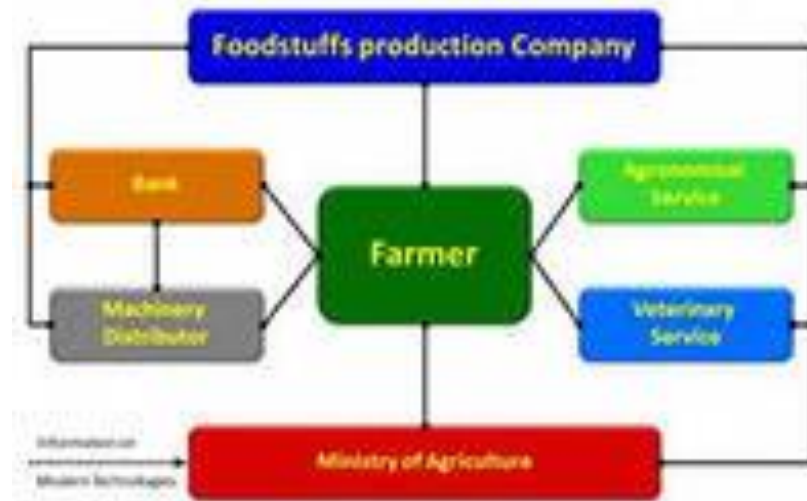 Foodstuffs production Company
Bank
Agronomical
Service
Farmer
Machinery
Distributor
Veterinary
Service
Information on
Ministry of Agriculture
Modern Technologies